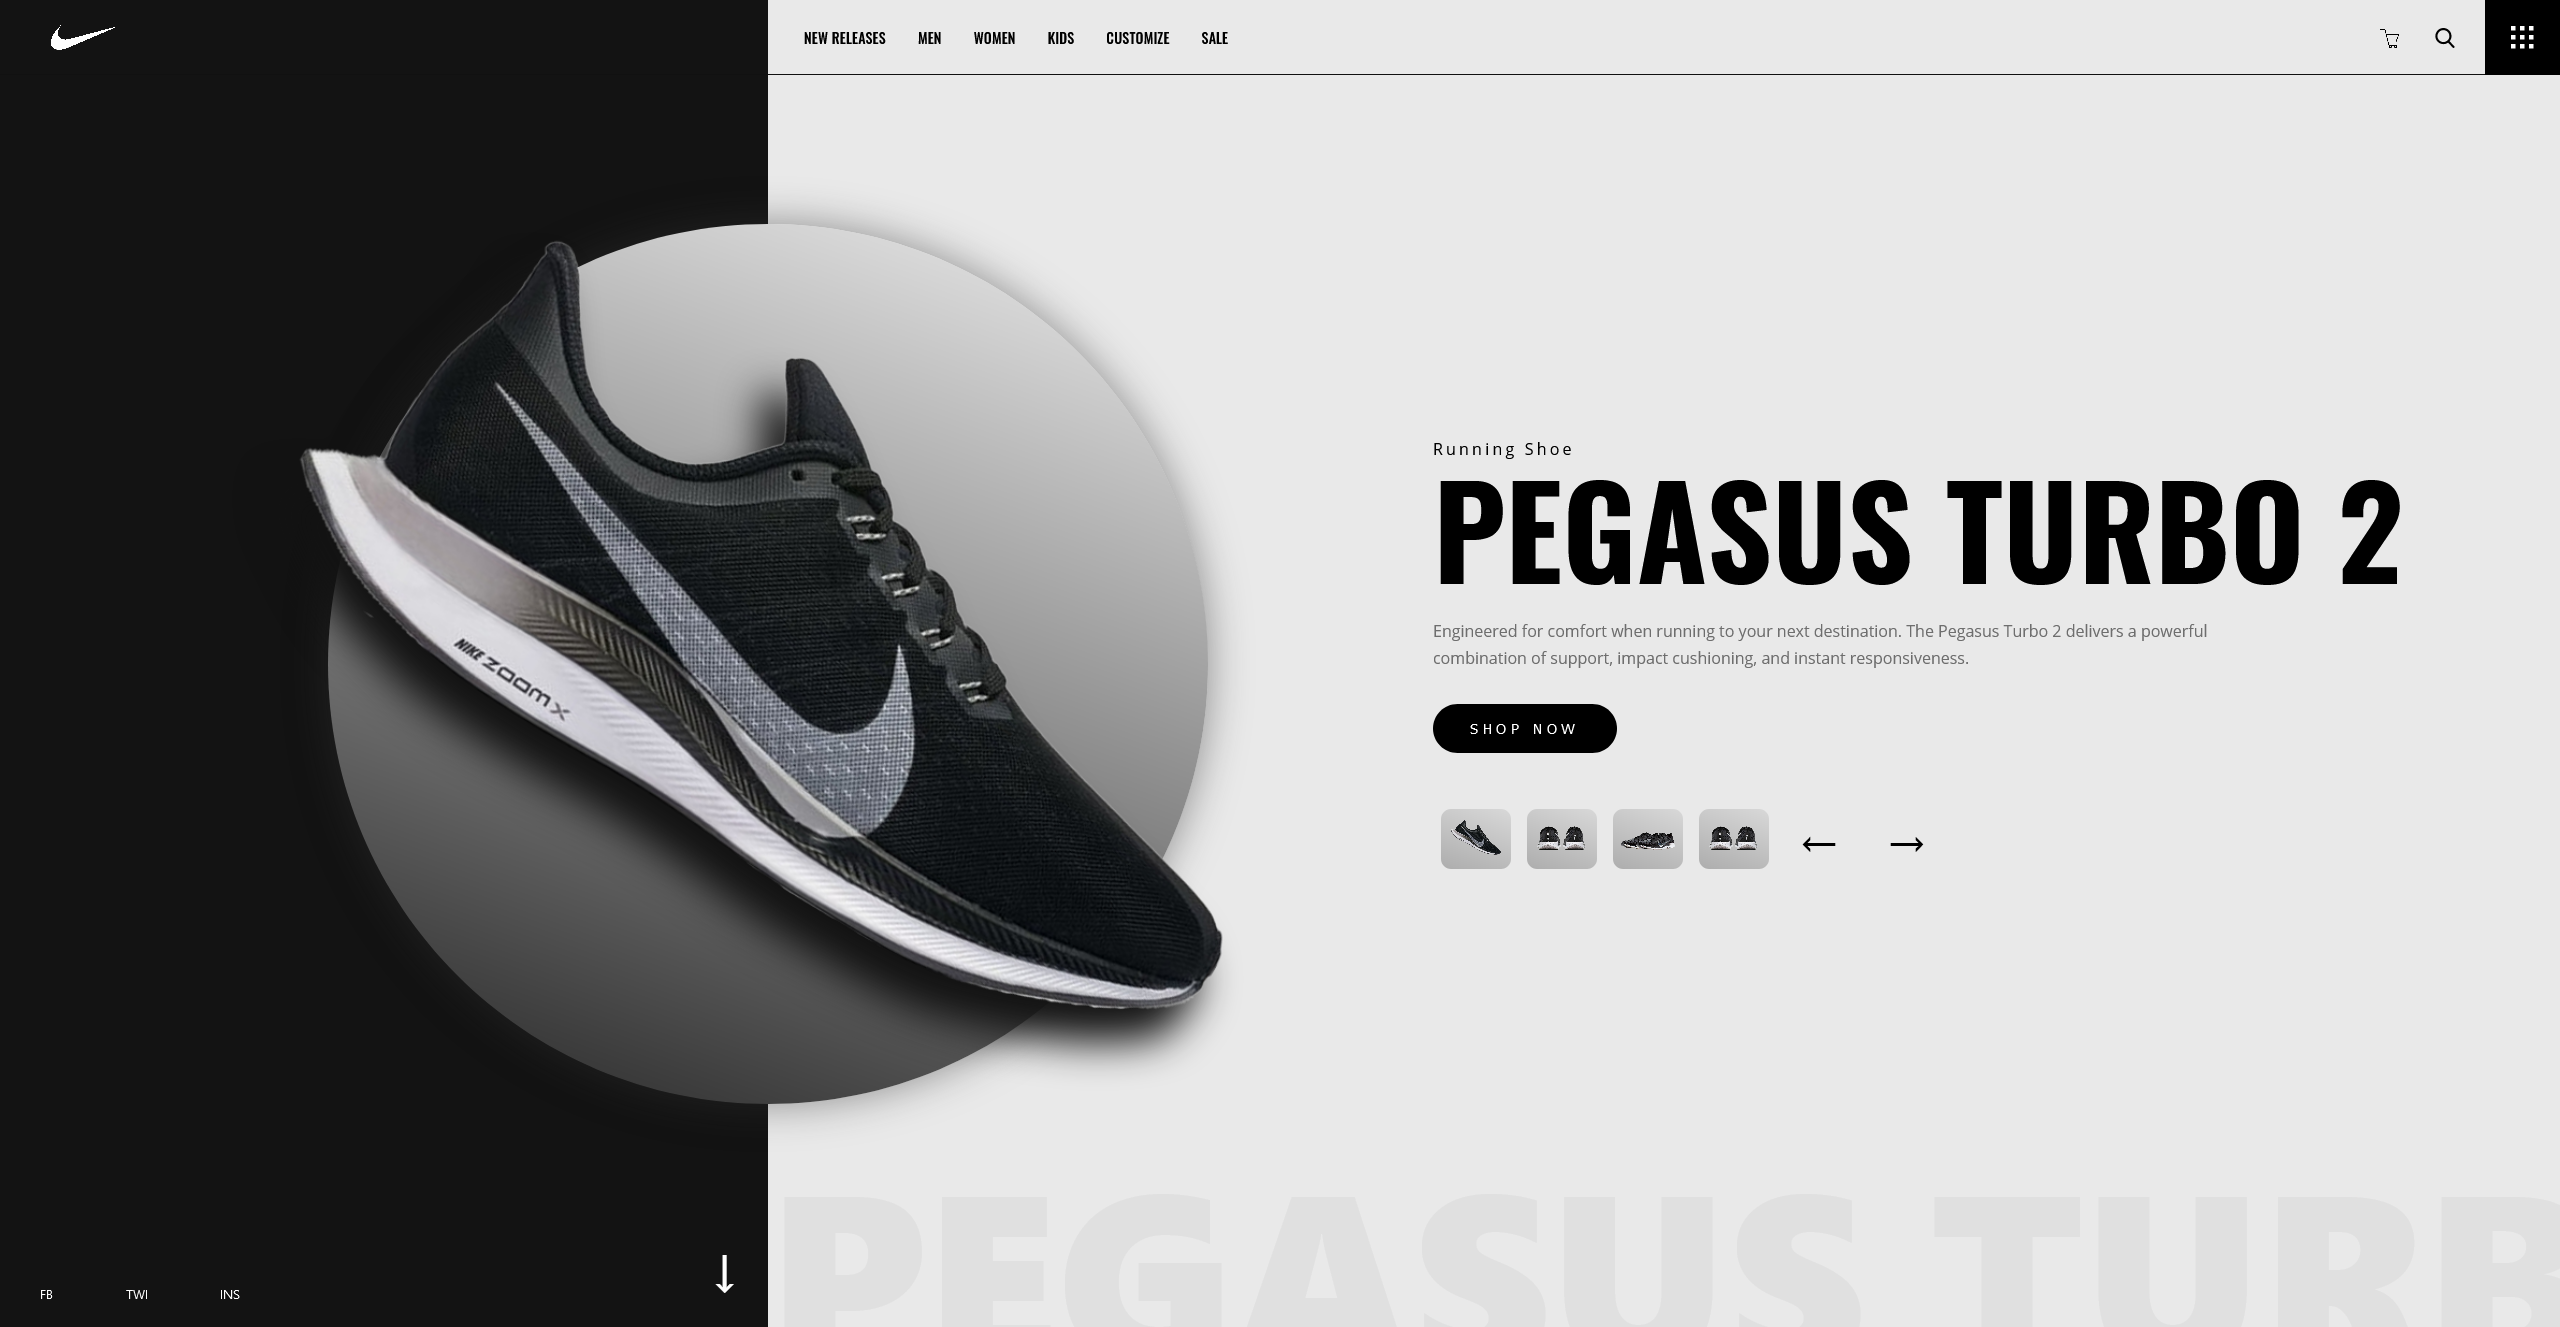 NEW RELEASES MEN WOMEN KIDS CUSTOMIZE SALE
NIKE ZOOM X
Running Shoe
PEGASUS TURBO 2
Engineered for comfort when running to your next destination. The Pegasus Turbo 2 delivers a powerful
combination of support, impact cushioning, and instant responsiveness.
SHOP NOW
PEGASUS TURB
FB TWI INS